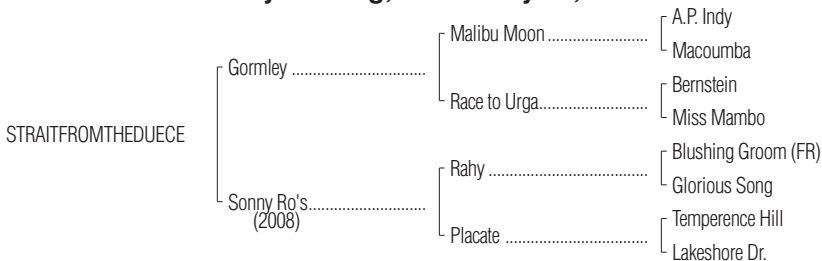 A.P. Indy
Malibu Moon ........................
Macoumba
Gormley ................................
Bernstein
Race to Urga..........................
Miss Mambo
STRAITFROMTHEDUECE
Blushing Groom (FR)
Rahy ......................................
Glorious Song
Sonny Ro's............................
(2008)
Temperence Hill
Placate ..................................
Lakeshore Dr.